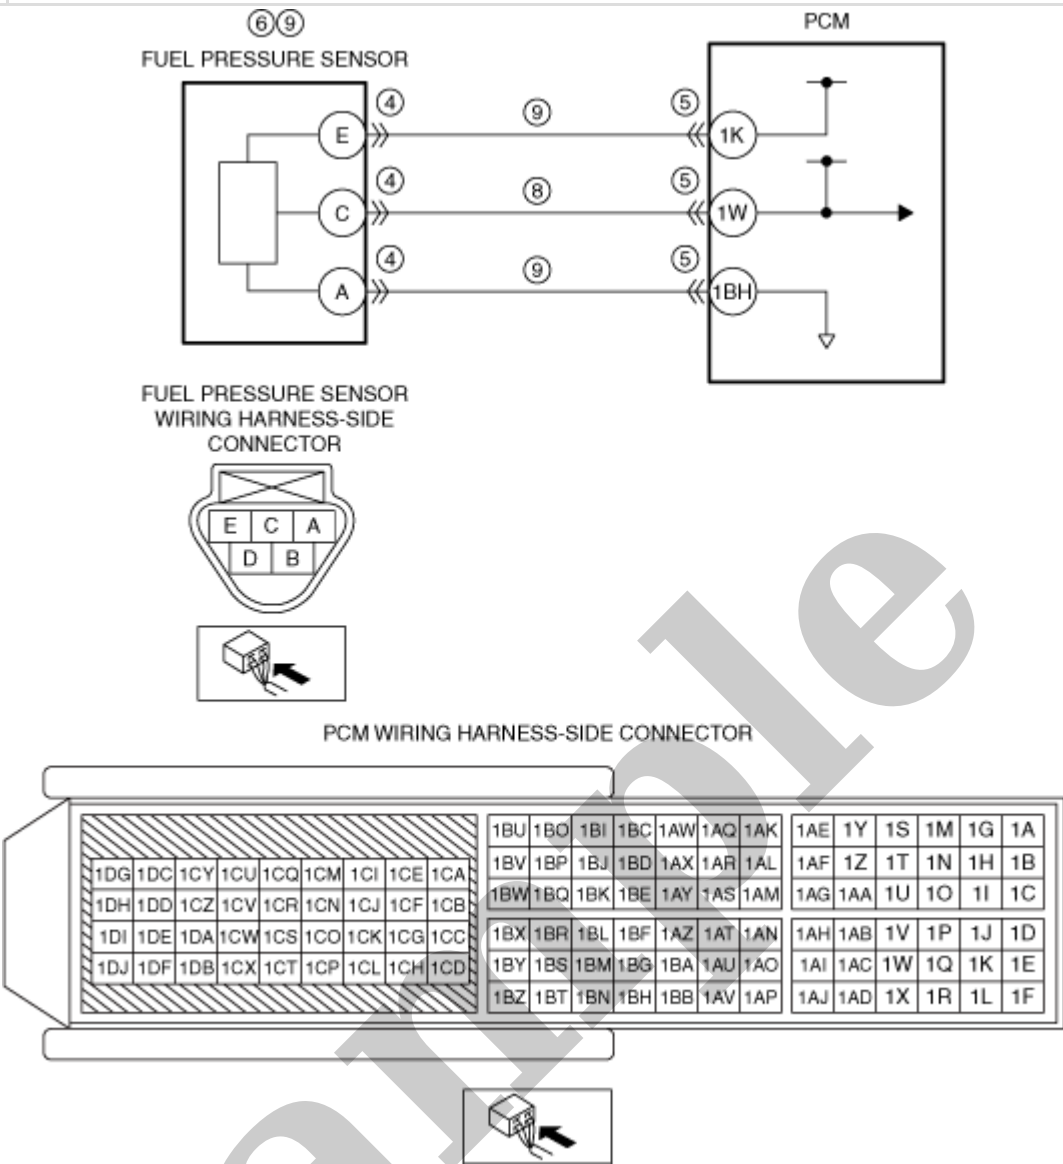 ⑥⑨
FUEL PRESSURE SENSOR
PCM
④ ⑨ ⑤
E 1K
④ ⑧ ⑤
C 1W
④ ⑨ ⑤
A 1BH
FUEL PRESSURE SENSOR
WIRING HARNESS-SIDE
CONNECTOR
E C A
D B
PCM WIRING HARNESS-SIDE CONNECTOR
1BU 1BO 1BI 1BC 1AW 1AQ 1AK 1AE 1Y 1S 1M 1G 1A
1BV 1BP 1BJ 1BD 1AX 1AR 1AL 1AF 1Z 1T 1N 1H 1B
1DG 1DC 1CY 1CU 1CQ 1CM 1CI 1CE 1CA
1BW 1BQ 1BK 1BE 1AY 1AS 1AM 1AG 1AA 1U 1O 1I 1C
1DH 1DD 1CZ 1CV 1CR 1CN 1CJ 1CF 1CB
1BX 1BR 1BL 1BF 1AZ 1AT 1AN 1AH 1AB 1V 1P 1J 1D
1DI 1DE 1DA 1CW 1CS 1CO 1CK 1CG 1CC
1BY 1BS 1BM 1BG 1BA 1AU 1AO 1AI 1AC 1W 1Q 1K 1E
1DJ 1DF 1DB 1CX 1CT 1CP 1CL 1CH 1CD
1BZ 1BT 1BN 1BH 1BB 1AV 1AP 1AJ 1AD 1X 1R 1L 1F